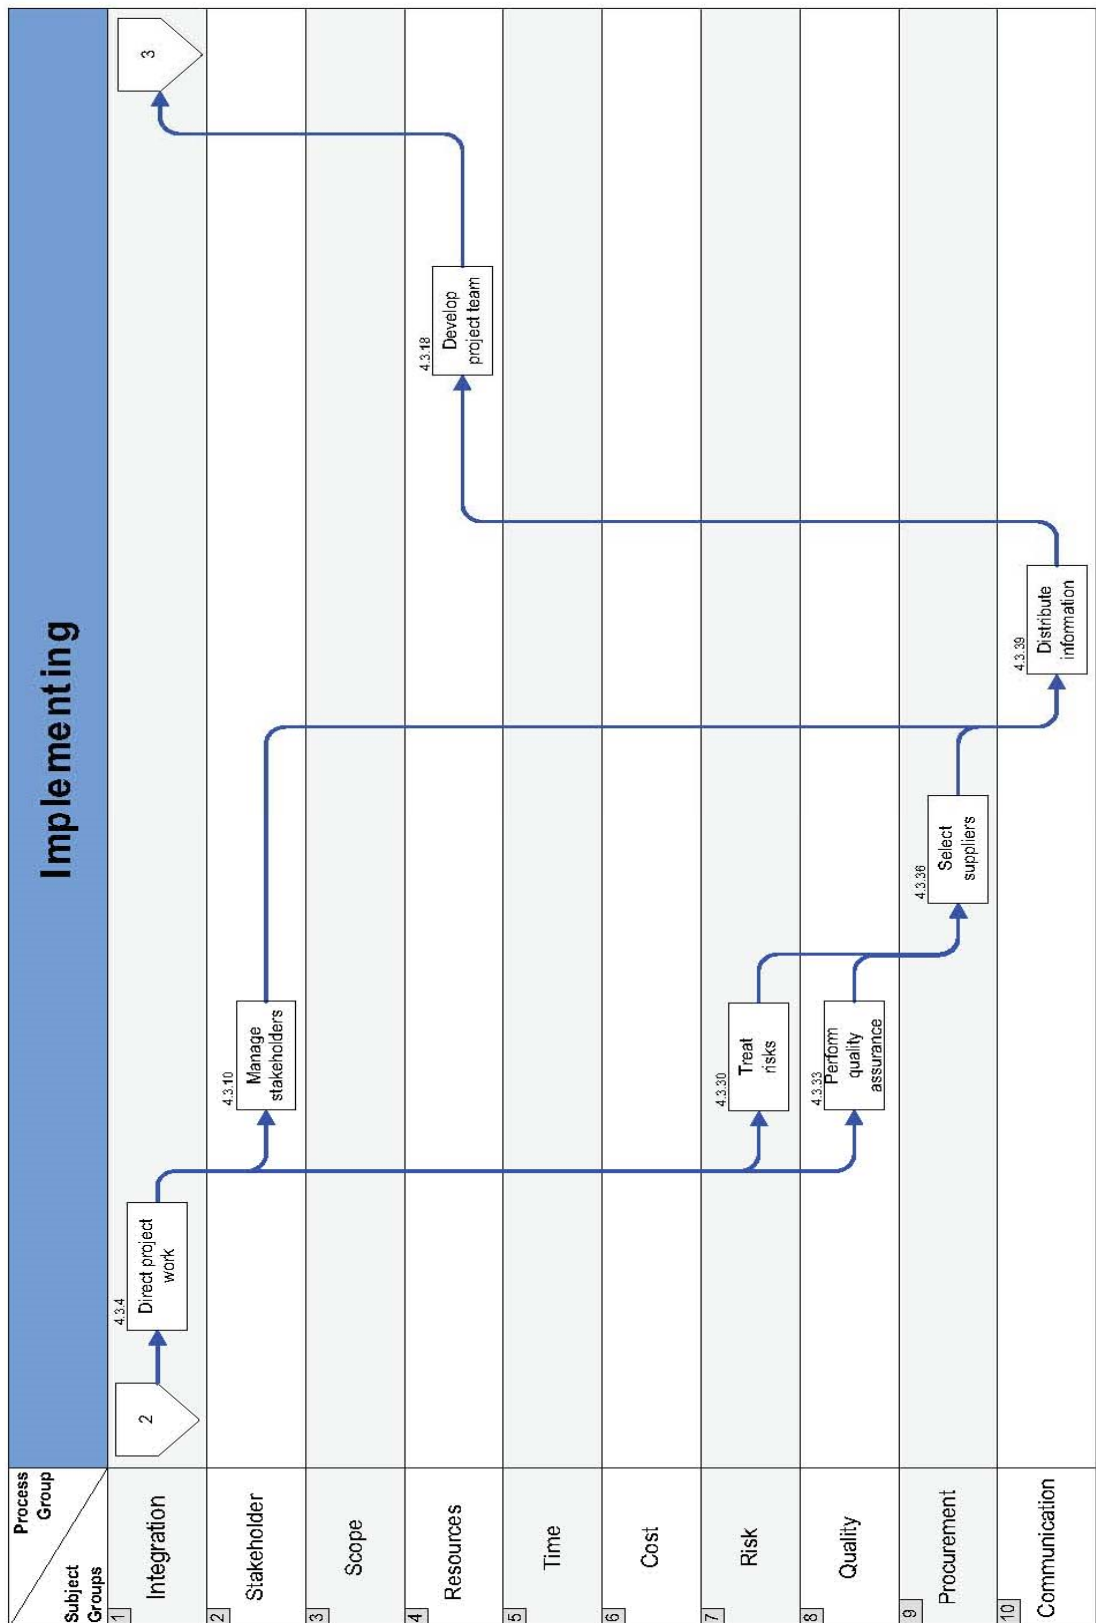 Process
Group
Subject
Groups
Implementing
1
Integration
2
4.3.4
Direct project
work
3
2
Stakeholder
4.3.10
Manage
stakeholders
3
Scope
4
Resources
4.3.18
Develop
project team
5
Time
6
Cost
7
Risk
4.3.30
Treat
risks
8
Quality
4.3.33
Perform
quality
assurance
9
Procurement
4.3.36
Select
suppliers
10
Communication
4.3.39
Distribute
information